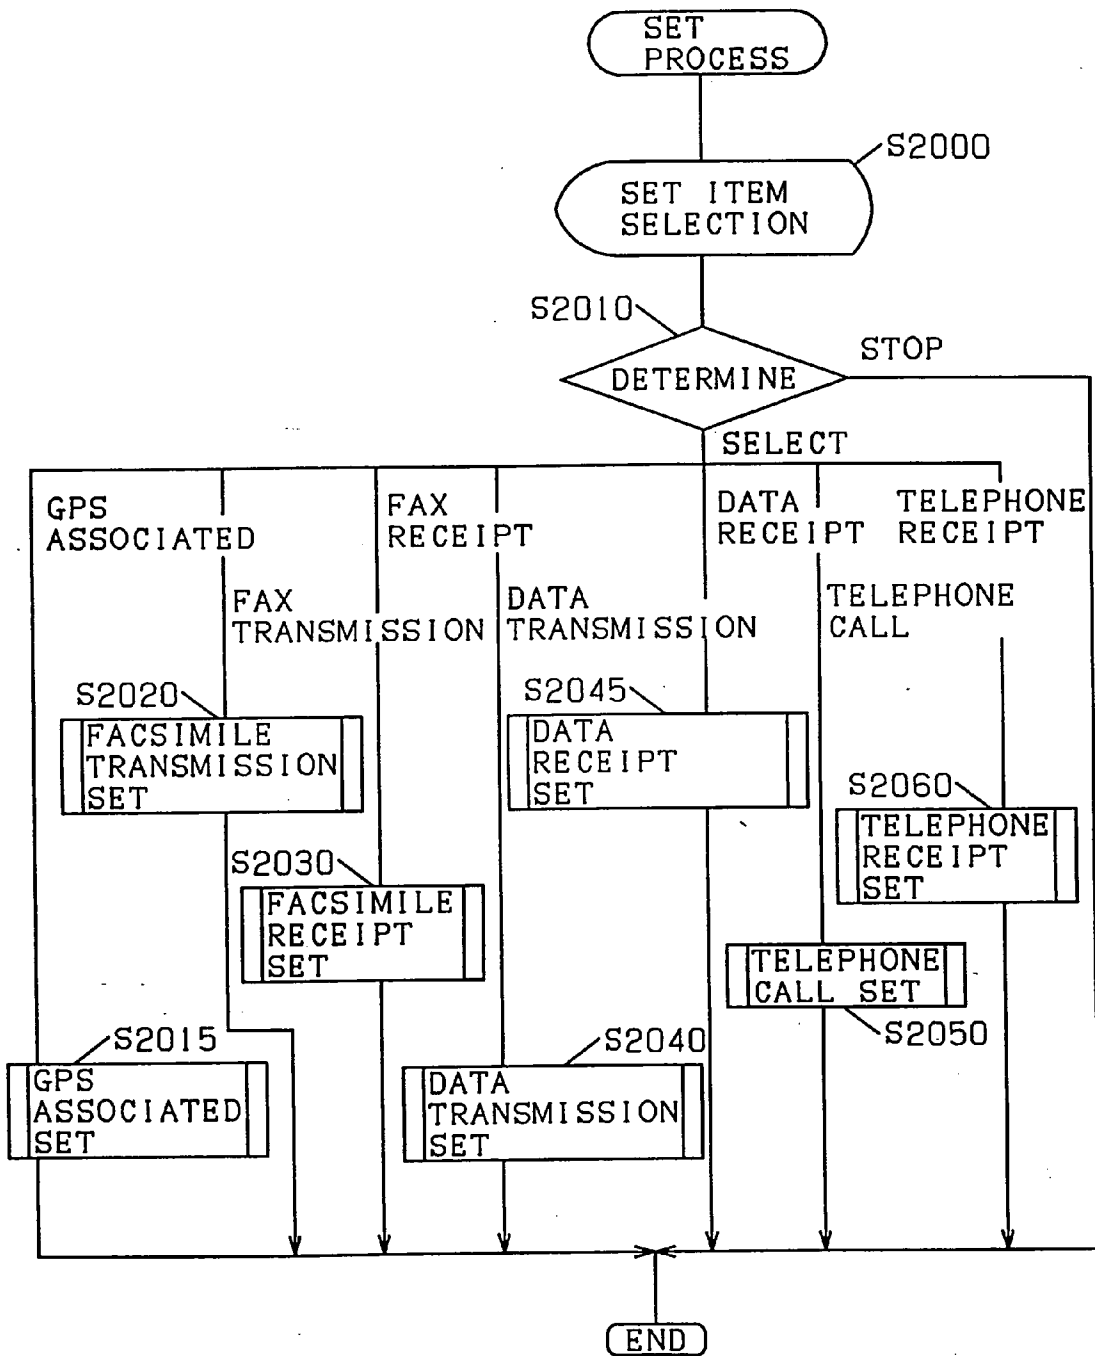 SET
PROCESS
S2000
SET ITEM
SELECTION
S2010
STOP
DETERMINE
SELECT
GPS
ASSOCIATED
FAX
RECEIPT
DATA
RECEIPT
TELEPHONE
RECEIPT
FAX
TRANSMISSION
DATA
TRANSMISSION
TELEPHONE
CALL
S2020
FACSIMILE
TRANSMISSION
SET
S2045
DATA
RECEIPT
SET
S2060
TELEPHONE
RECEIPT
SET
S2030
FACSIMILE
RECEIPT
SET
TELEPHONE
CALL SET
S2050
S2015
GPS
ASSOCIATED
SET
S2040
DATA
TRANSMISSION
SET
END